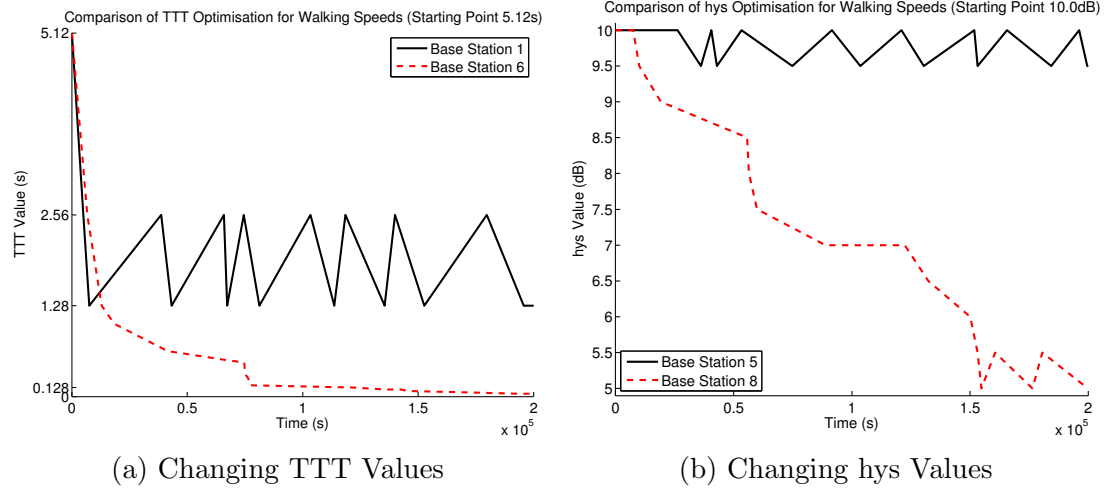 Comparison of TTT Optimisation for Walking Speeds (Starting Point 5.12s)
5.12
2.56
1.28
0.128
0
TTT Value (s)
Base Station 1
Base Station 6
0
0.5
1
1.5
2
Time (s)
x 10^5
(a) Changing TTT Values
Comparison of hys Optimisation for Walking Speeds (Starting Point 10.0dB)
10
9.5
9
8.5
8
7.5
7
6.5
6
5.5
5
hys Value (dB)
Base Station 5
Base Station 8
0
0.5
1
1.5
2
Time (s)
x 10^5
(b) Changing hys Values